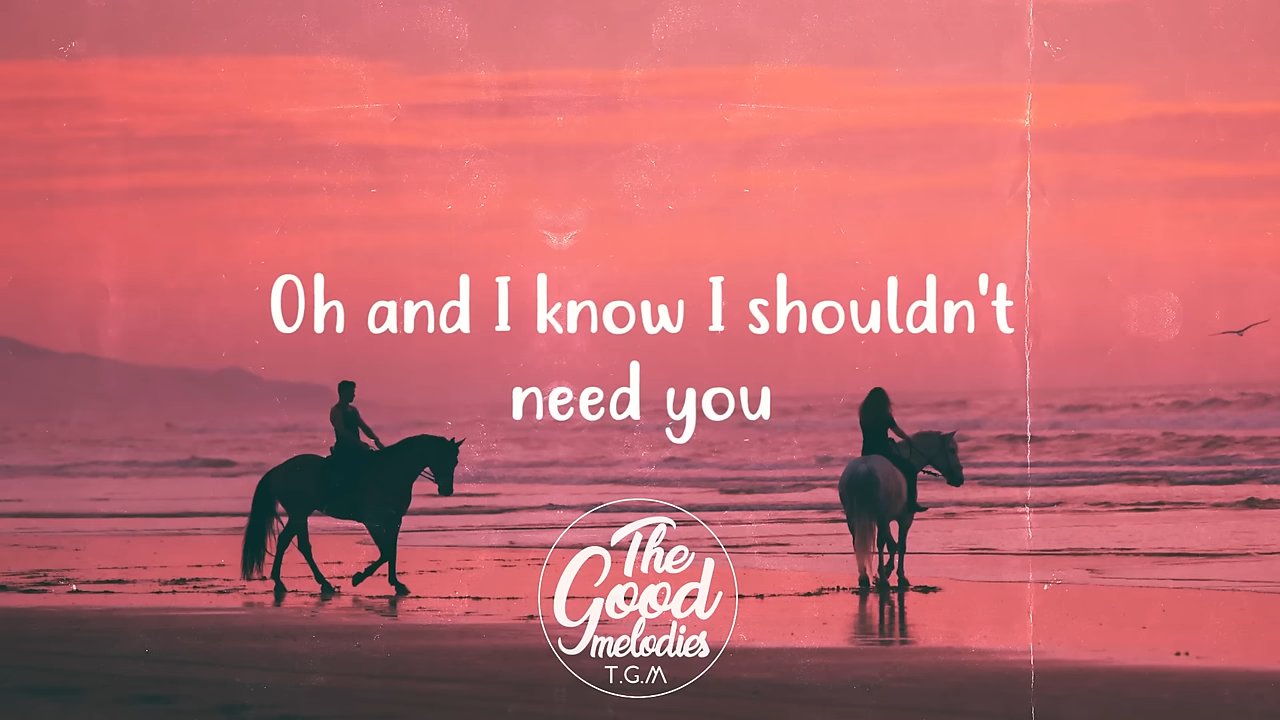 Oh and I know I shouldn't
need you
The
Good
melodies
T.G.M